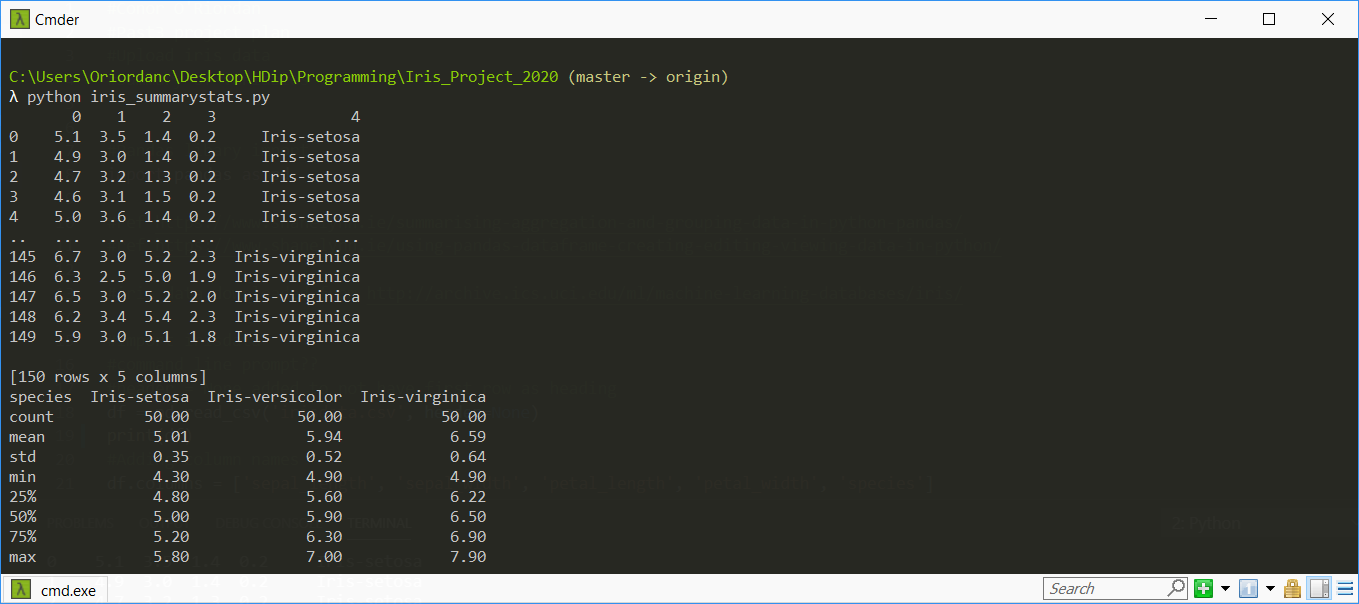 Cmder
C:\Users\Oriordanc\Desktop\HDip\Programming\Iris_Project_2020 (master -> origin)
λ python iris_summarystats.py
0 1 2 3 4
0 5.1 3.5 1.4 0.2 Iris-setosa
1 4.9 3.0 1.4 0.2 Iris-setosa
2 4.7 3.2 1.3 0.2 Iris-setosa
3 4.6 3.1 1.5 0.2 Iris-setosa
4 5.0 3.6 1.4 0.2 Iris-setosa
.. ... ... ... ... ...
145 6.7 3.0 5.2 2.3 Iris-virginica
146 6.3 2.5 5.0 1.9 Iris-virginica
147 6.5 3.0 5.2 2.0 Iris-virginica
148 6.2 3.4 5.4 2.3 Iris-virginica
149 5.9 3.0 5.1 1.8 Iris-virginica
[150 rows x 5 columns]
species Iris-setosa Iris-versicolor Iris-virginica
count 50.00 50.00 50.00
mean 5.01 5.94 6.59
std 0.35 0.52 0.64
min 4.30 4.90 4.90
25% 4.80 5.60 6.22
50% 5.00 5.90 6.50
75% 5.20 6.30 6.90
max 5.80 7.00 7.90
λ cmd.exe
Search
1